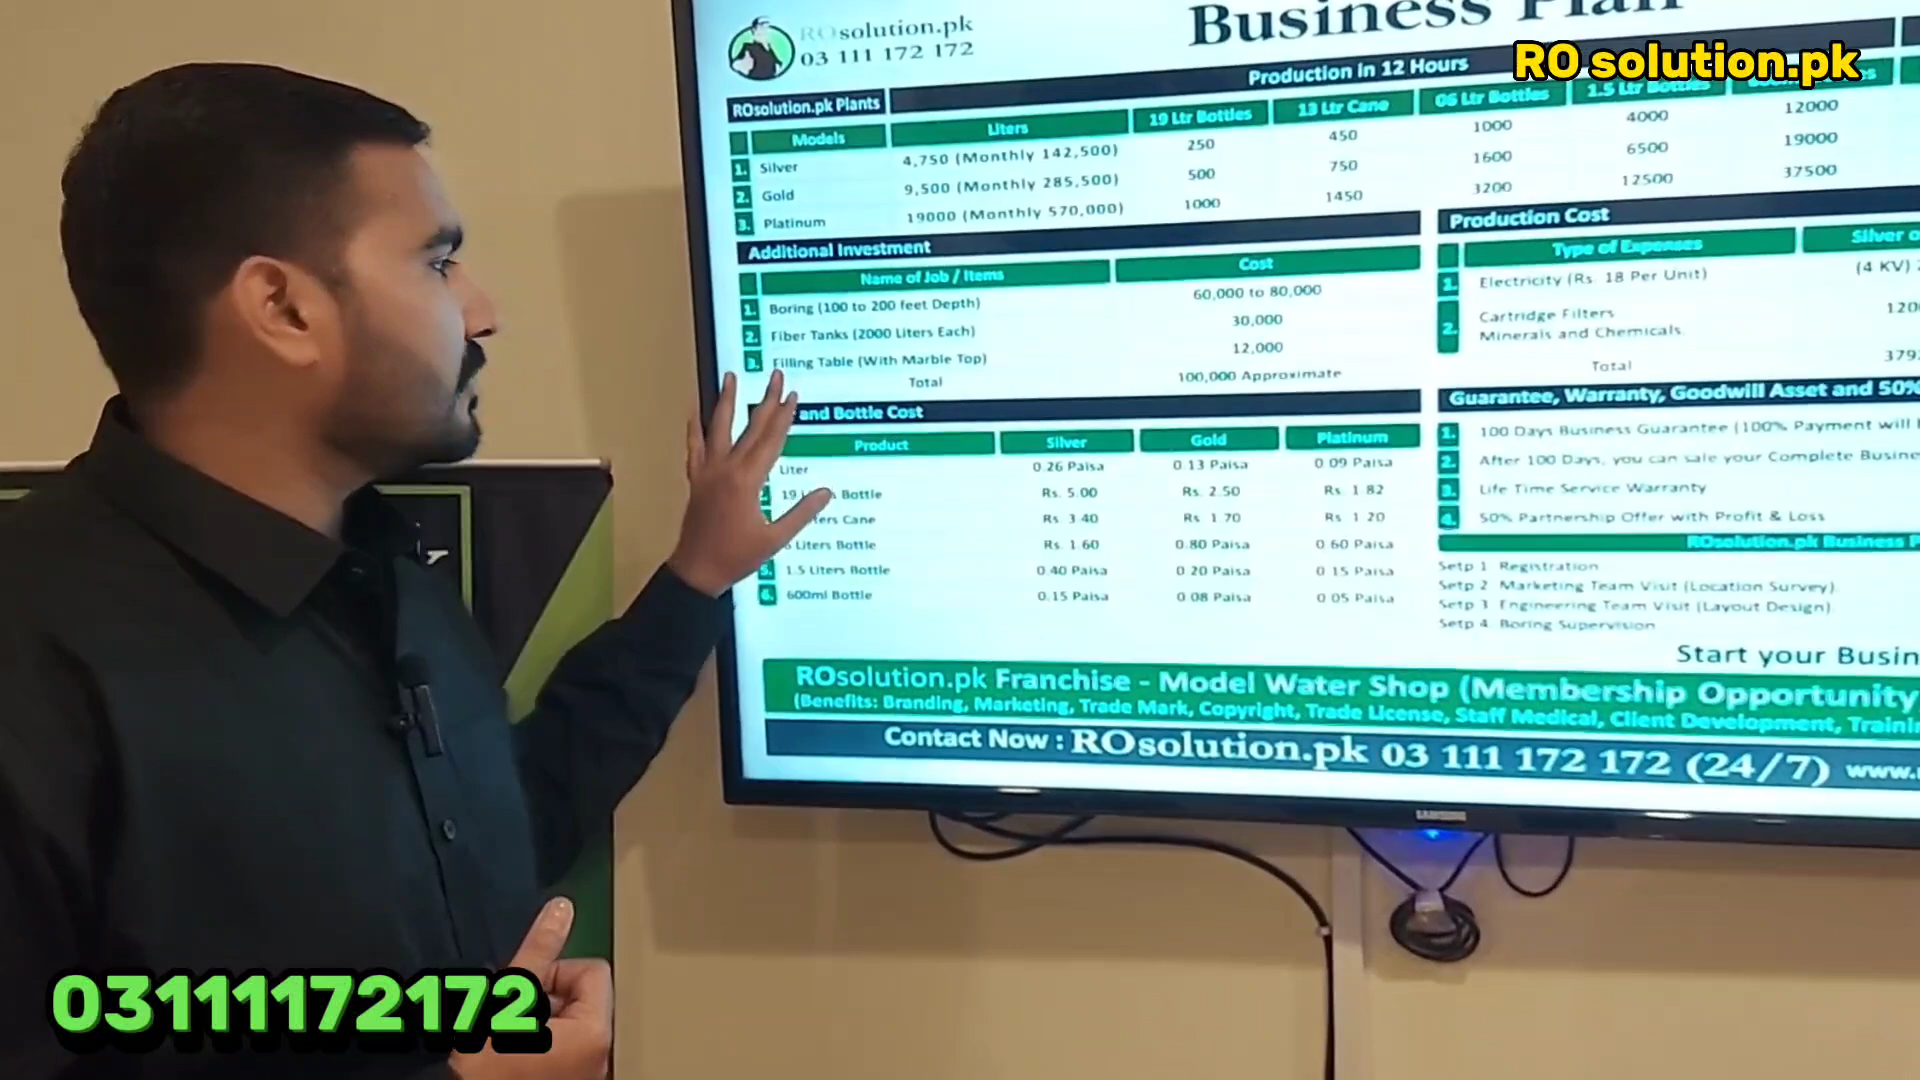 ROsolution.pk
03 111 172 172
Business Plan
RO solution.pk
ROsolution.pk Plants
Production In 12 Hours
Models Liters 19 Ltr Bottles 13 Ltr Cane 06 Ltr Bottles 1.5 Ltr Bottles
1. Silver 4,750 (Monthly 142,500) 250 450 1000 4000 12000
2. Gold 9,500 (Monthly 285,500) 500 750 1600 6500 19000
3. Platinum 19000 (Monthly 570,000) 1000 1450 3200 12500 37500
Additional Investment
Name of Job / Items Cost
1. Boring (100 to 200 feet Depth) 60,000 to 80,000
2. Fiber Tanks (2000 Liters Each) 30,000
3. Filling Table (With Marble Top) 12,000
Total 100,000 Approximate
Production Cost
Type of Expenses Silver
1. Electricity (Rs. 18 Per Unit) (4 KV)
2. Cartridge Filters
Minerals and Chemicals
Total
and Bottle Cost
Product Silver Gold Platinum
Liter 0.26 Paisa 0.13 Paisa 0.09 Paisa
19 Bottle Rs. 5.00 Rs. 2.50 Rs. 1 82
Cane Rs. 3.40 Rs. 1.70 Rs. 1 20
Liters Bottle Rs. 1.60 0.80 Paisa 0 60 Paisa
5. 1.5 Liters Bottle 0.40 Paisa 0 20 Paisa 0 15 Paisa
6. 600ml Bottle 0.15 Paisa 0 08 Paisa 0 05 Paisa
Guarantee, Warranty, Goodwill Asset and 50%
1. 100 Days Business Guarantee (100% Payment will
2. After 100 Days, you can sale your Complete
3. Life Time Service Warranty
4. 50% Partnership Offer with Profit & Loss
ROsolution.pk Business
Setp 1 Registration
Setp 2 Marketing Team Visit (Location Survey)
Setp 3 Engineering Team Visit (Layout Design)
Setp 4 Boring Supervision
Start your
ROsolution.pk Franchise - Model Water Shop (Membership Opportunity)
(Benefits: Branding, Marketing, Trade Mark, Copyright, Trade License, Staff Medical, Client Development,
Contact Now : ROsolution.pk 03 111 172 172 (24/7)
SAMSUNG
03111172172